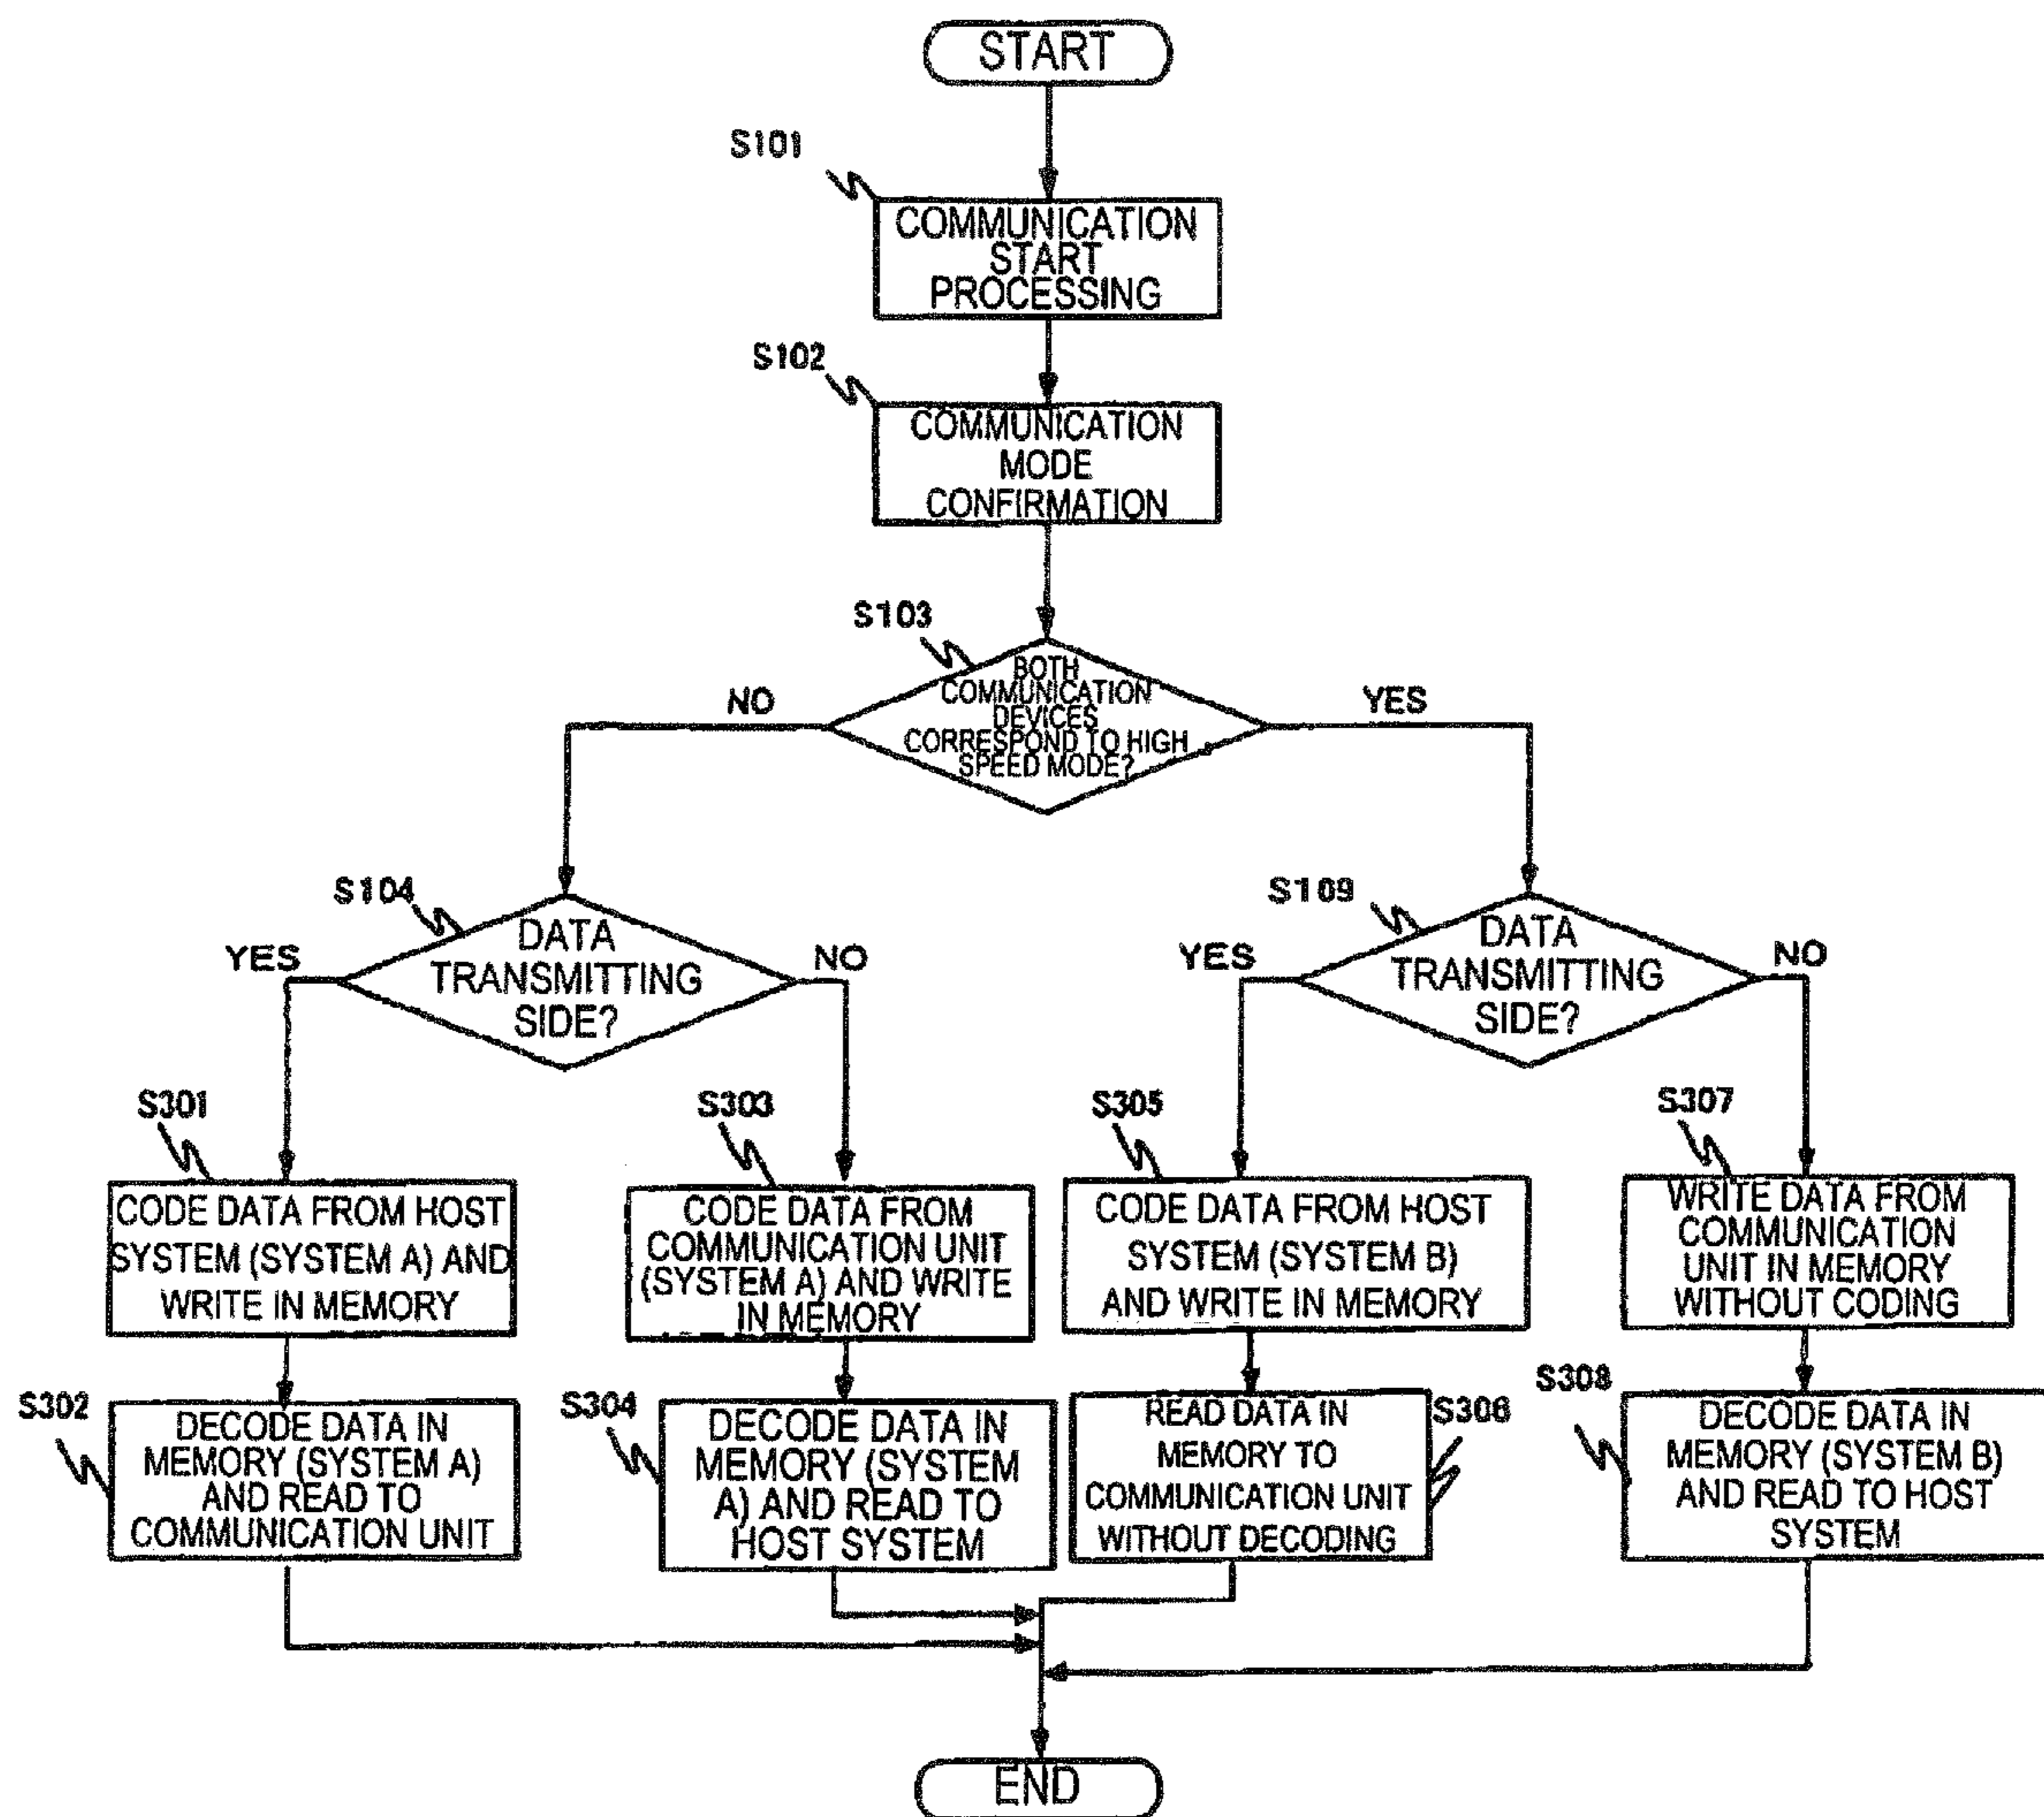 START
S101
COMMUNICATION
START
PROCESSING
S102
COMMUNICATION
MODE
CONFIRMATION
S103
BOTH
COMMUNICATION
DEVICES
CORRESPOND TO HIGH
SPEED MODE?
NO
YES
S104
DATA
TRANSMITTING
SIDE?
YES
NO
S109
DATA
TRANSMITTING
SIDE?
YES
NO
S301
CODE DATA FROM HOST
SYSTEM (SYSTEM A) AND
WRITE IN MEMORY
S303
CODE DATA FROM
COMMUNICATION UNIT
(SYSTEM A) AND WRITE
IN MEMORY
S305
CODE DATA FROM HOST
SYSTEM (SYSTEM B)
AND WRITE IN MEMORY
S307
WRITE DATA FROM
COMMUNICATION
UNIT IN MEMORY
WITHOUT CODING
S302
DECODE DATA IN
MEMORY (SYSTEM A)
AND READ TO
COMMUNICATION UNIT
S304
DECODE DATA IN
MEMORY (SYSTEM
A) AND READ TO
HOST SYSTEM
READ DATA IN
MEMORY TO
COMMUNICATION UNIT
WITHOUT DECODING
S306
S308
DECODE DATA IN
MEMORY (SYSTEM B)
AND READ TO HOST
SYSTEM
END